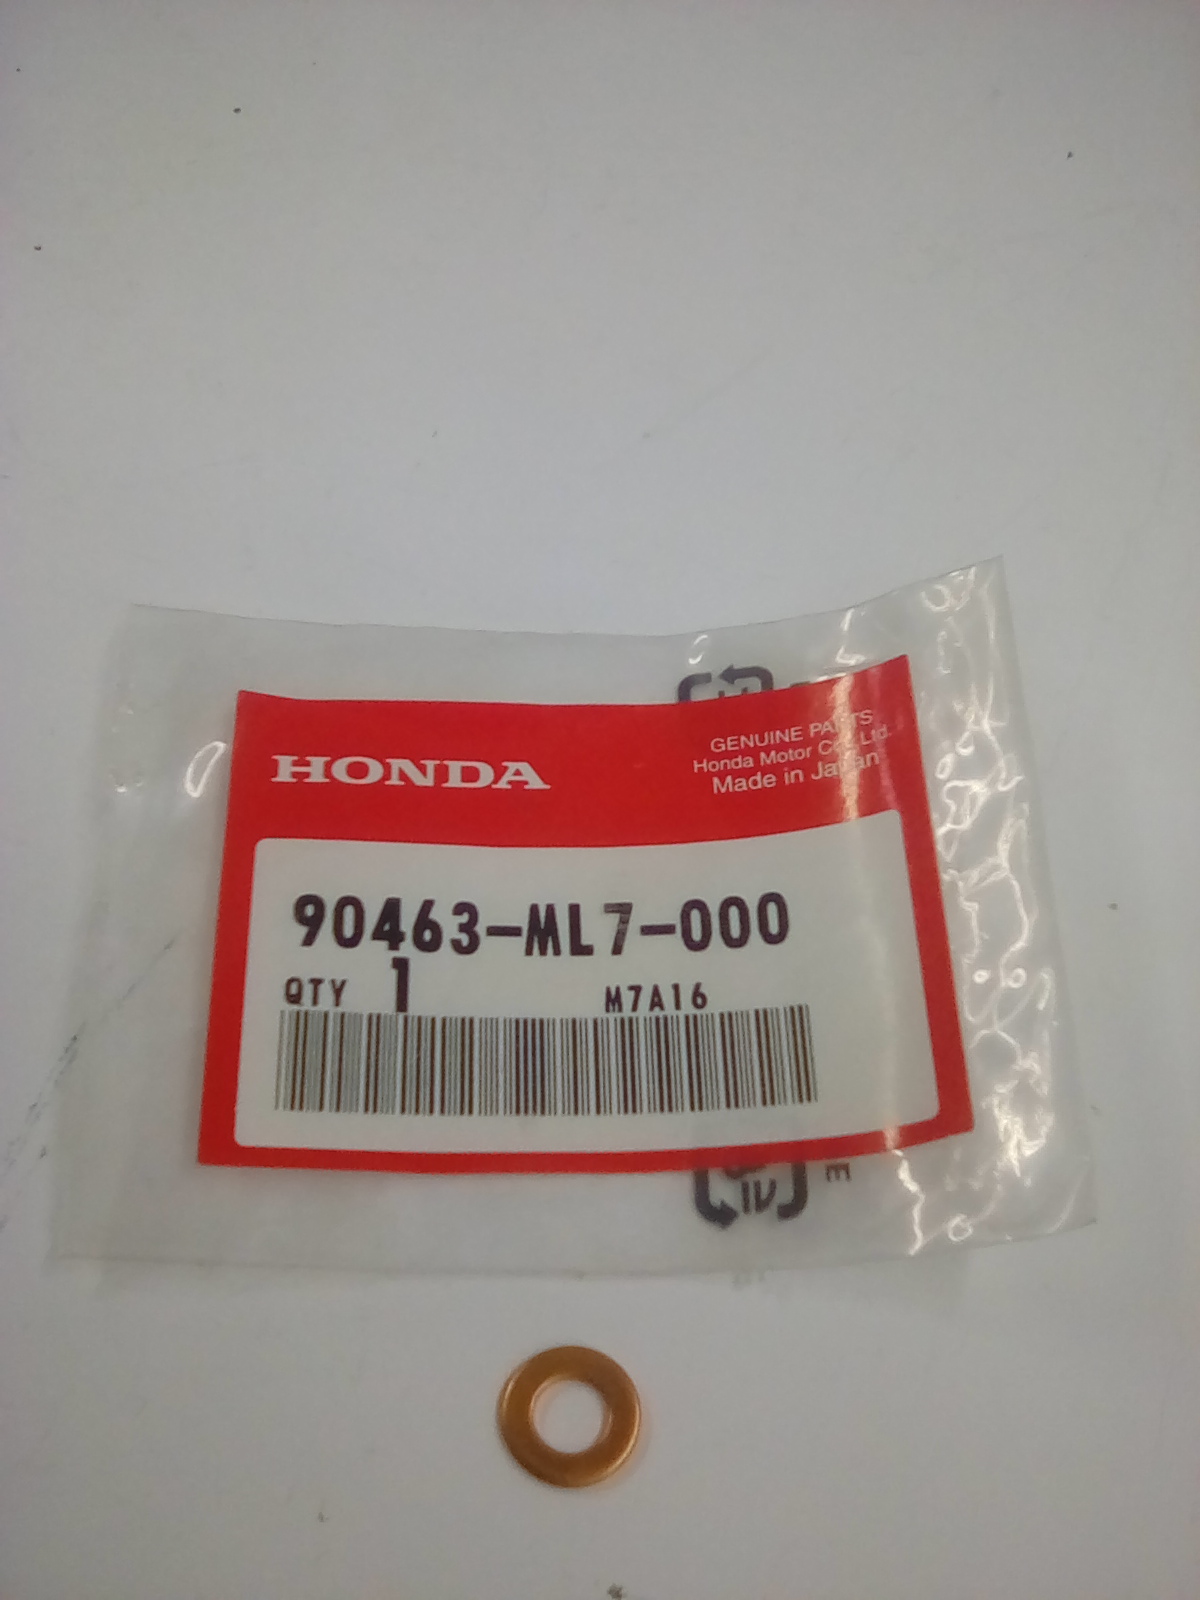 HONDA
GENUINE PARTS
Honda Motor Co., Ltd.
Made in Japan
90463-ML7-000
QTY 1 M7A16